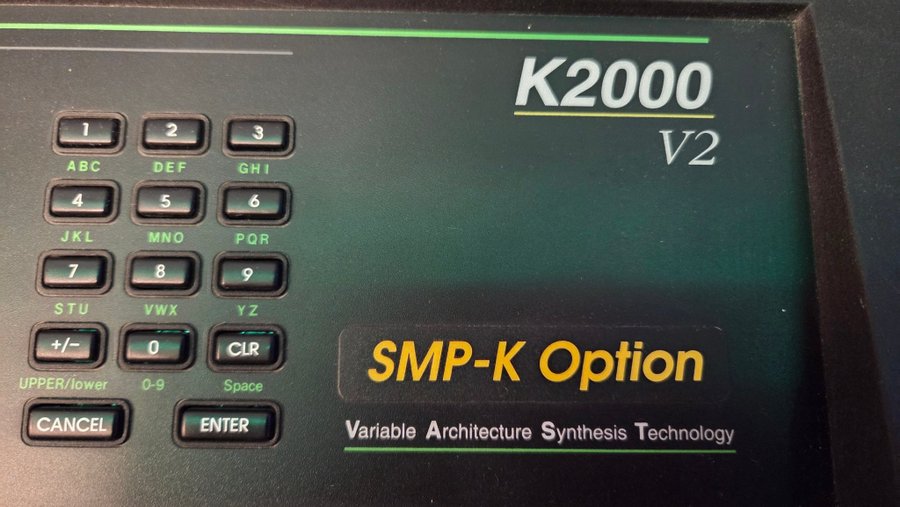 K2000
V2
1 2 3
ABC DEF GHI
4 5 6
JKL MNO PQR
7 8 9
STU VWX YZ
+/− 0 CLR
UPPER/lower 0-9 Space
CANCEL ENTER
SMP-K Option
Variable Architecture Synthesis Technology